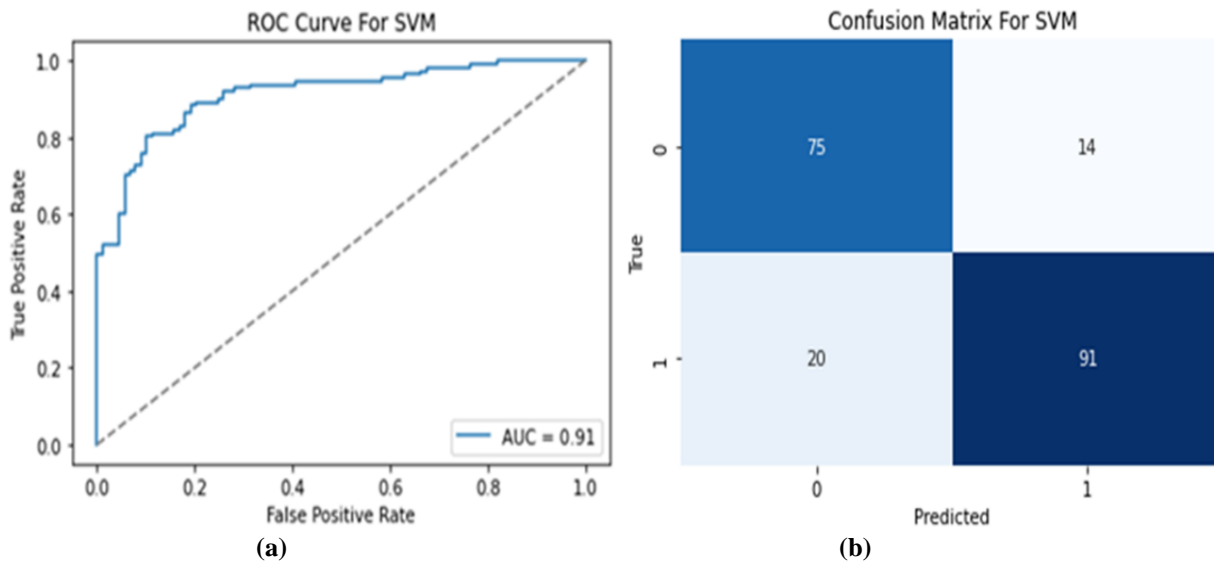 ROC Curve For SVM
1.0
0.8
0.6
0.4
0.2
0.0
True Positive Rate
AUC = 0.91
0.0 0.2 0.4 0.6 0.8 1.0
False Positive Rate
(a)
Confusion Matrix For SVM
0
75 14
True
1
20 91
0 1
Predicted
(b)